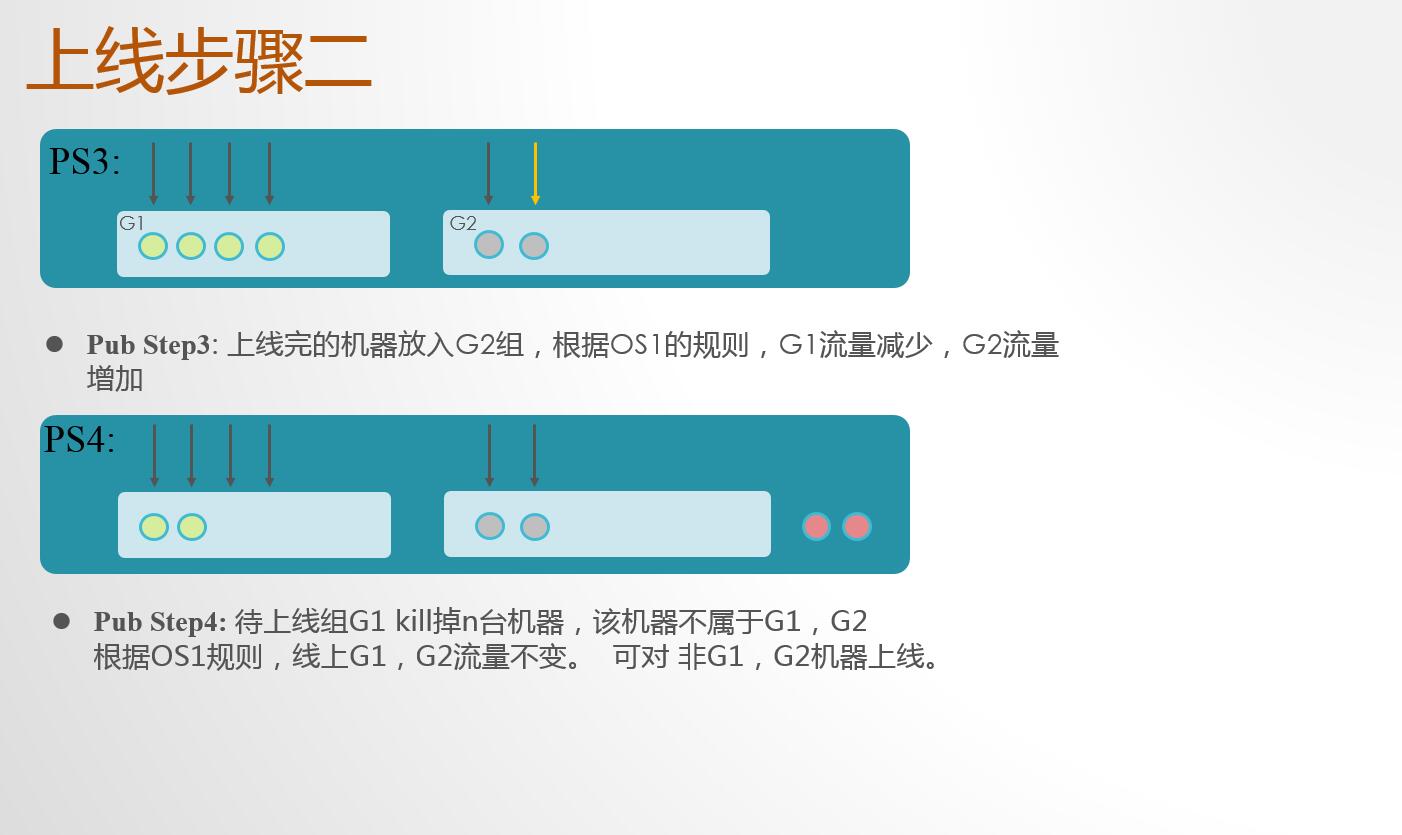 上线步骤二
PS3:
G1
G2
Pub Step3: 上线完的机器放入G2组，根据OS1的规则，G1流量减少，G2流量
增加
PS4:
Pub Step4: 待上线组G1 kill掉n台机器，该机器不属于G1，G2
根据OS1规则，线上G1，G2流量不变。 可对 非G1，G2机器上线。